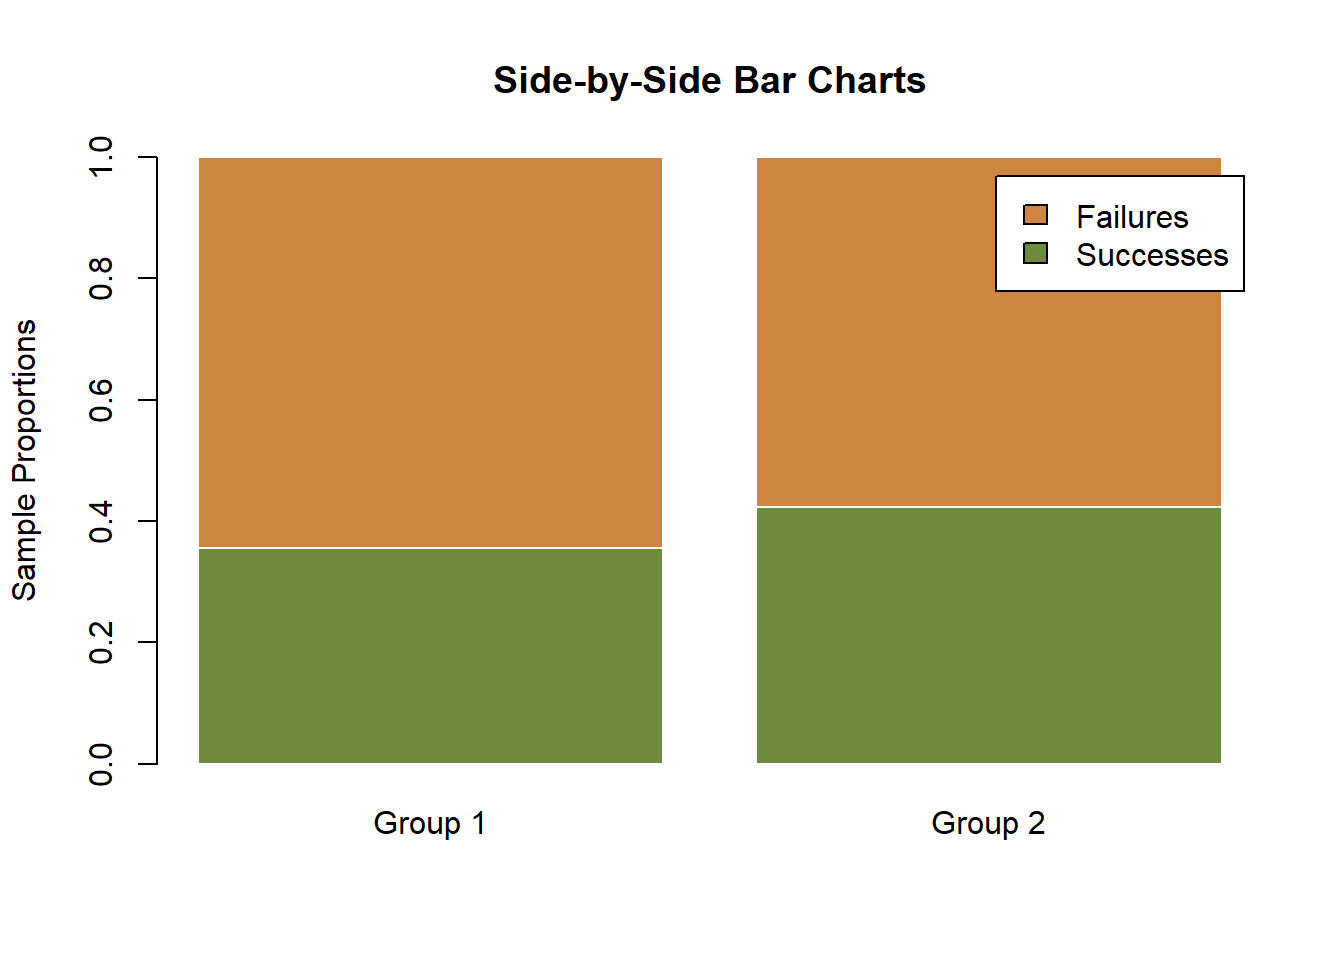 Side-by-Side Bar Charts
Sample Proportions
1.0
0.8
0.6
0.4
0.2
0.0
Failures
Successes
Group 1
Group 2